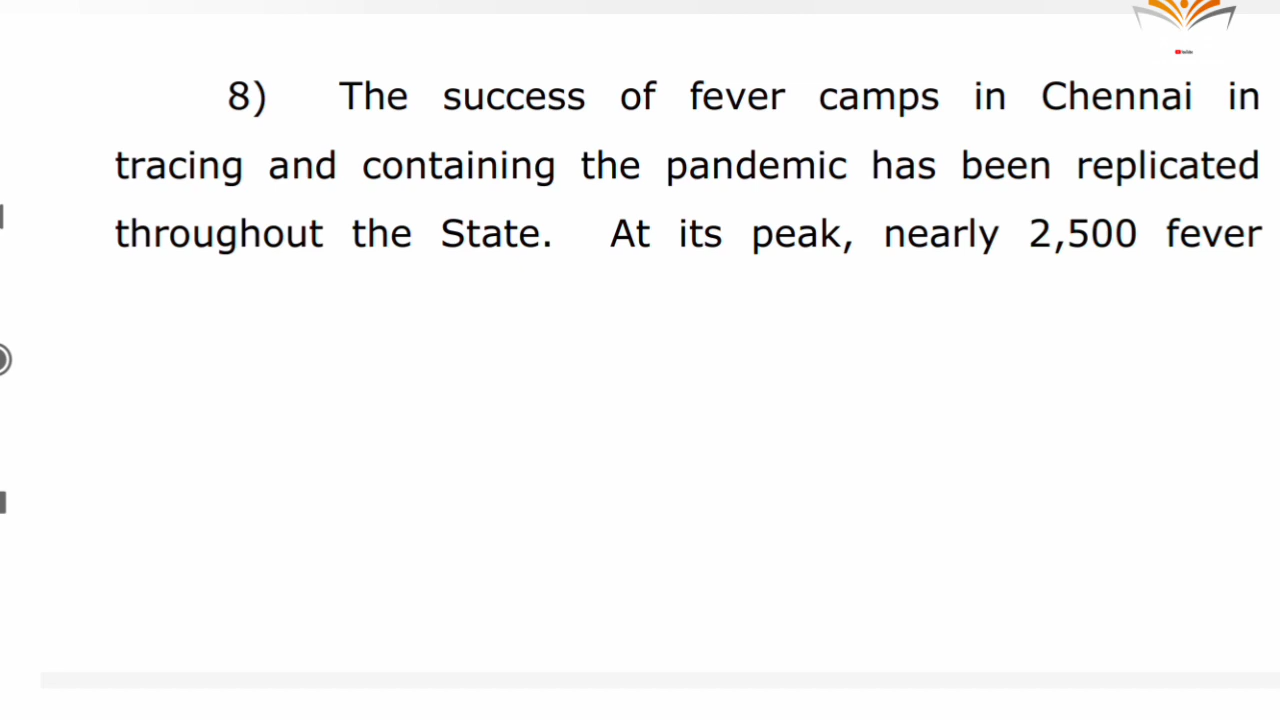 8) The success of fever camps in Chennai in
tracing and containing the pandemic has been replicated
throughout the State. At its peak, nearly 2,500 fever